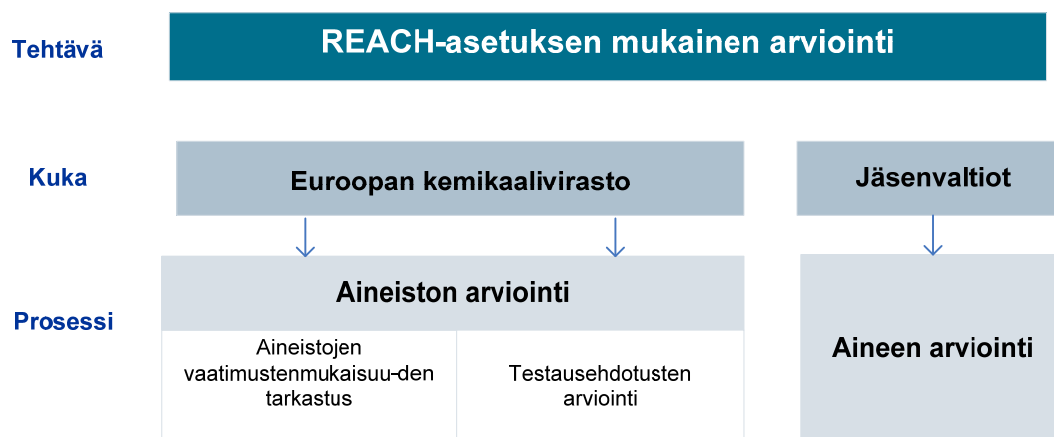 Tehtävä
REACH-asetuksen mukainen arviointi
Kuka
Euroopan kemikaalivirasto
Jäsenvaltiot
Prosessi
Aineiston arviointi
Aineistojen
vaatimustenmukaisuu-den
tarkastus
Testausehdotusten
arviointi
Aineen arviointi